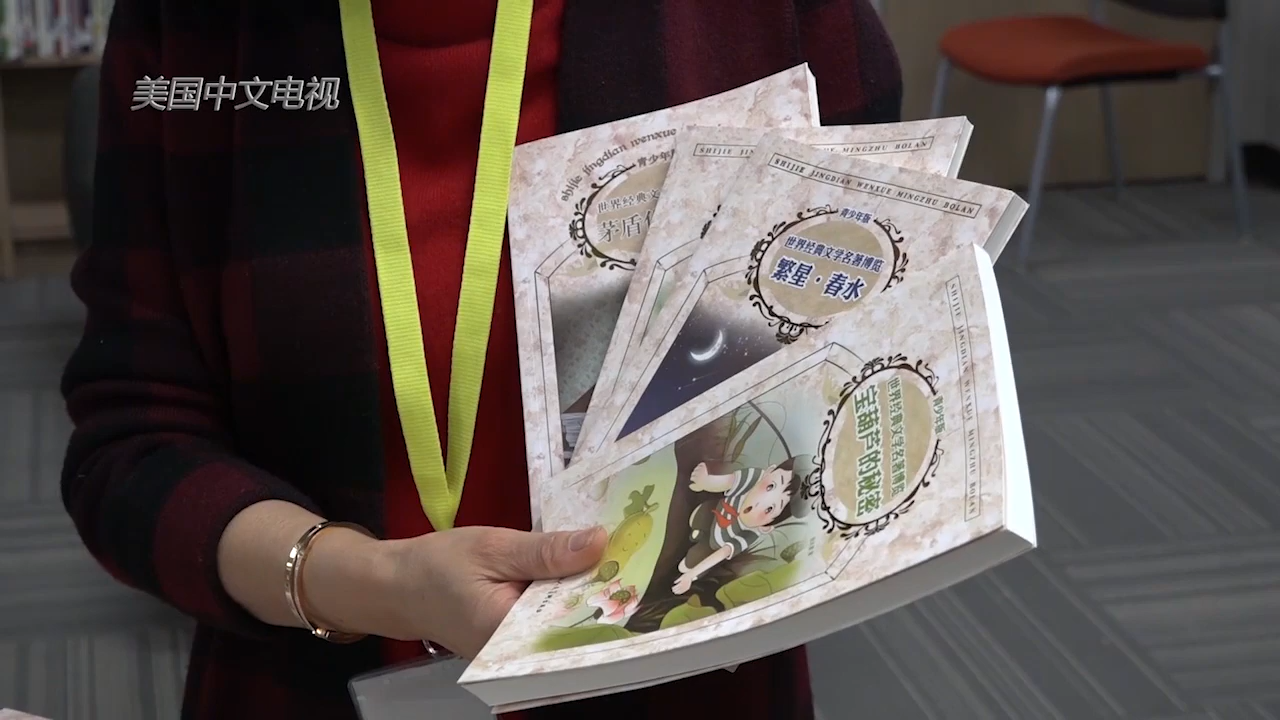 美国中文电视
shijie jingdian wenxue
青少年版
世界经典文
茅盾
SHIJIE
MINGZHU BOLAN
SHIJIE JINGDIAN WENXUE MINGZHU BOLAN
青少年版
世界经典文学名著博览
繁星·春水
SHIJIE JINGDIAN WENXUE MINGZHU BOLAN
青少年版
世界经典文学名著博览
宝葫芦的秘密